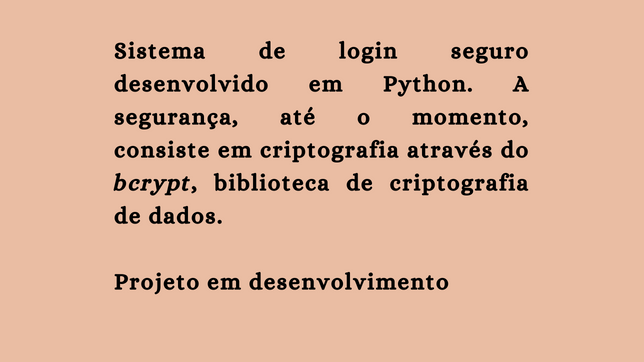 Sistema de login seguro
desenvolvido em Python. A
segurança, até o momento,
consiste em criptografia através do
bcrypt, biblioteca de criptografia
de dados.
Projeto em desenvolvimento